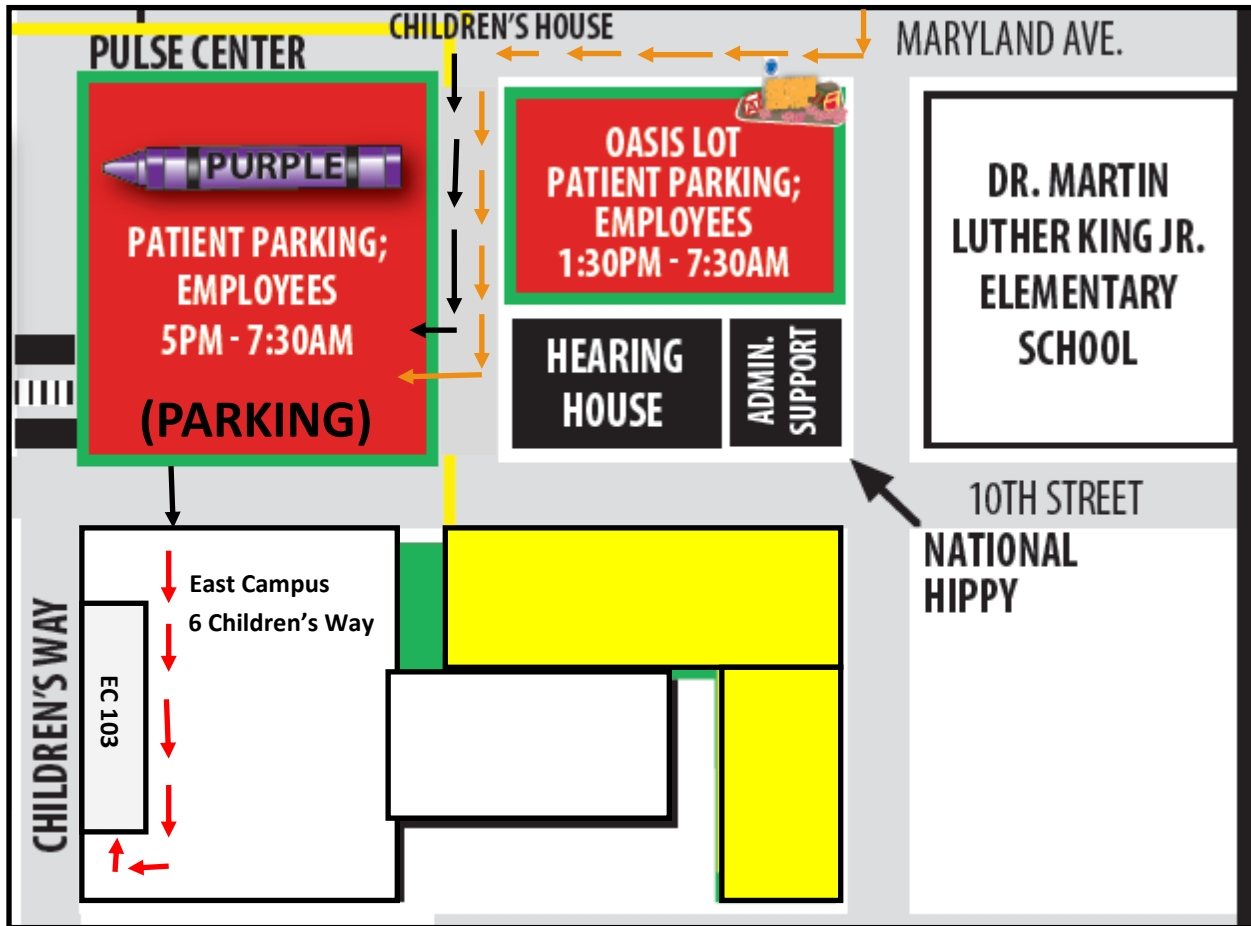 CHILDREN'S HOUSE
MARYLAND AVE.
PULSE CENTER
PURPLE
PATIENT PARKING;
EMPLOYEES
5PM - 7:30AM
(PARKING)
OASIS LOT
PATIENT PARKING;
EMPLOYEES
1:30PM - 7:30AM
HEARING
HOUSE
ADMIN.
SUPPORT
DR. MARTIN
LUTHER KING JR.
ELEMENTARY
SCHOOL
10TH STREET
NATIONAL
HIPPY
East Campus
6 Children's Way
EC 103
CHILDREN'S WAY